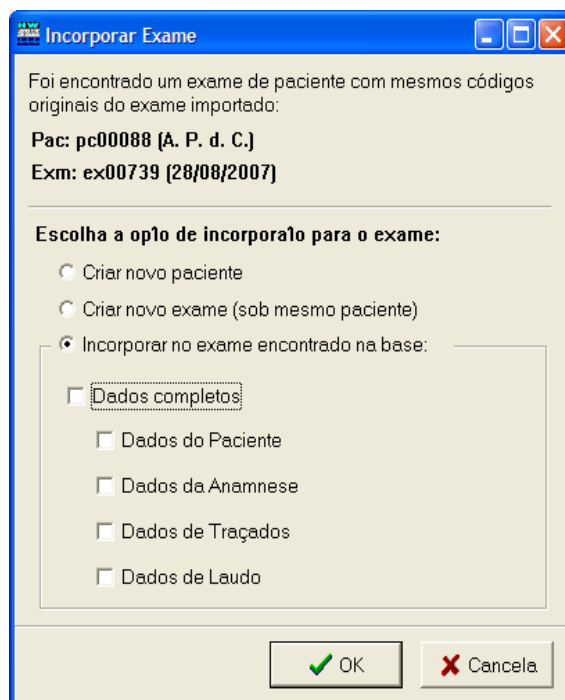 Incorporar Exame
Foi encontrado um exame de paciente com mesmos códigos
originais do exame importado:
Pac: pc00088 (A. P. d. C.)
Exm: ex00739 (28/08/2007)
Escolha a op1o de incorpora1o para o exame:
Criar novo paciente
Criar novo exame (sob mesmo paciente)
Incorporar no exame encontrado na base:
Dados completos
Dados do Paciente
Dados da Anamnese
Dados de Traçados
Dados de Laudo
OK
Cancela